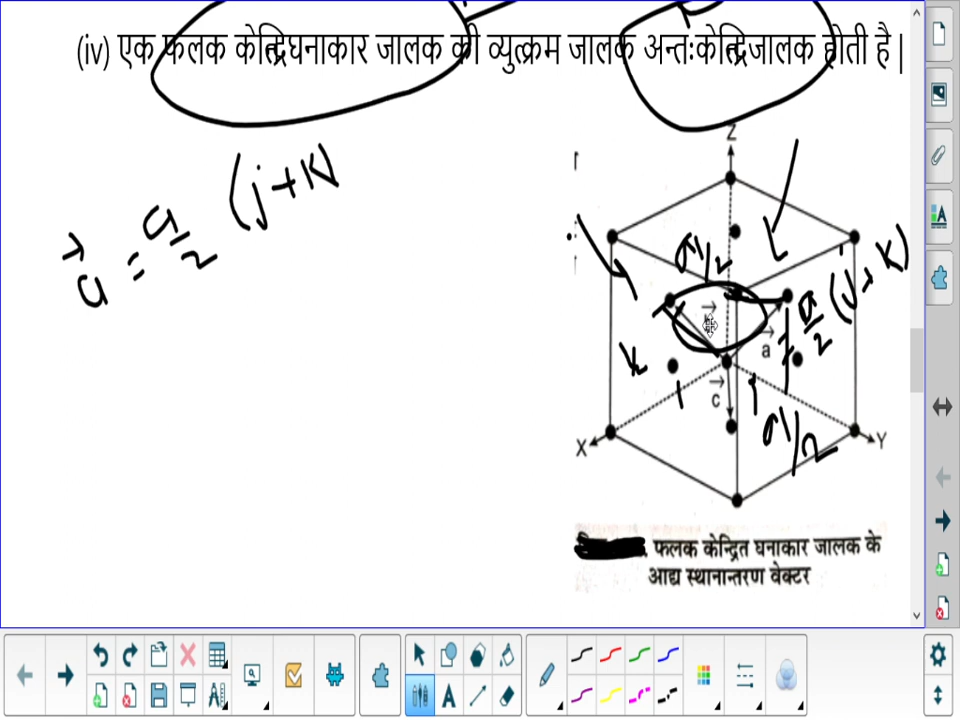 (iv) एक फलक केन्द्रिघनाकार जालक की व्युत्क्रम जालक अन्तःकेन्द्रिजालक होती है |
a⃗ = a/2 (j+k)
Z
a/2
a/2 (j+k)
a⃗
k
c⃗
a/2
X
Y
फलक केन्द्रित घनाकार जालक के
आद्य स्थानान्तरण वेक्टर